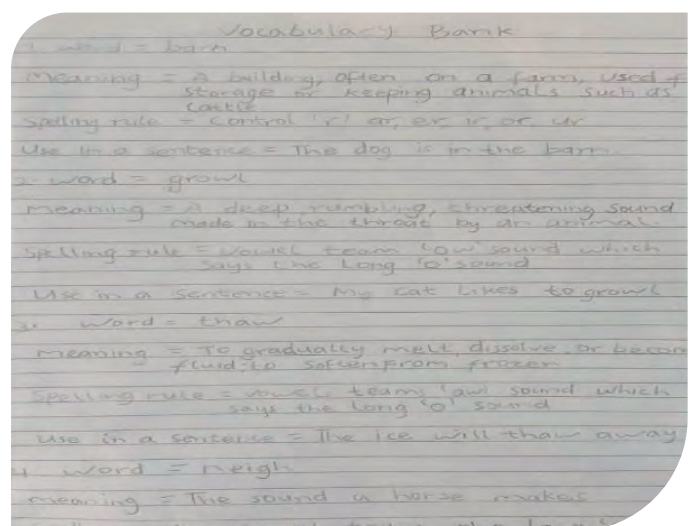 Vocabulary Bank
1. word = barn
Meaning = A buildng, often on a farm, used f
storage or keeping animals such as
cattle
Spelling rule = control 'r' ar, er, ir, or, ur
Use in a sentence = The dog is in the barn.
2. word = growl
Meaning = A deep, rumbling, threatening sound
made in the throat by an animal.
Spelling rule = vowel team 'ow' sound which
says the Long 'o' sound
Use in a sentence = My cat Likes to growl
word = thaw
meaning = To gradually melt, dissolve, or becom
fluid; to soften from frozen
Spelling rule = vowel team 'aw' sound which
says the Long 'o' sound
Use in a sentence = The ice will thaw away
4 word = neigh
meaning = The sound a horse makes